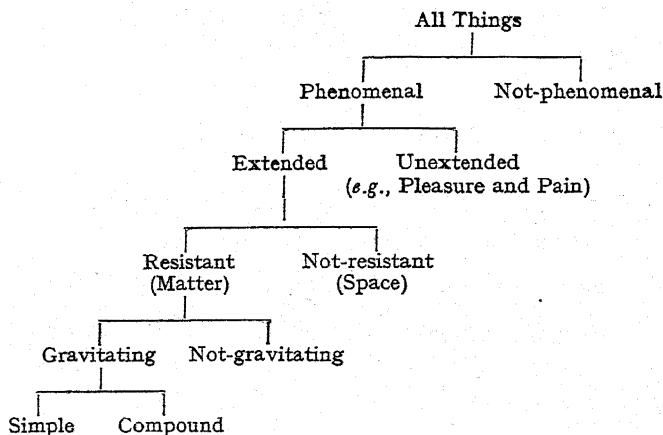 All Things
Phenomenal Not-phenomenal
Extended Unextended
(e.g., Pleasure and Pain)
Resistant Not-resistant
(Matter) (Space)
Gravitating Not-gravitating
Simple Compound